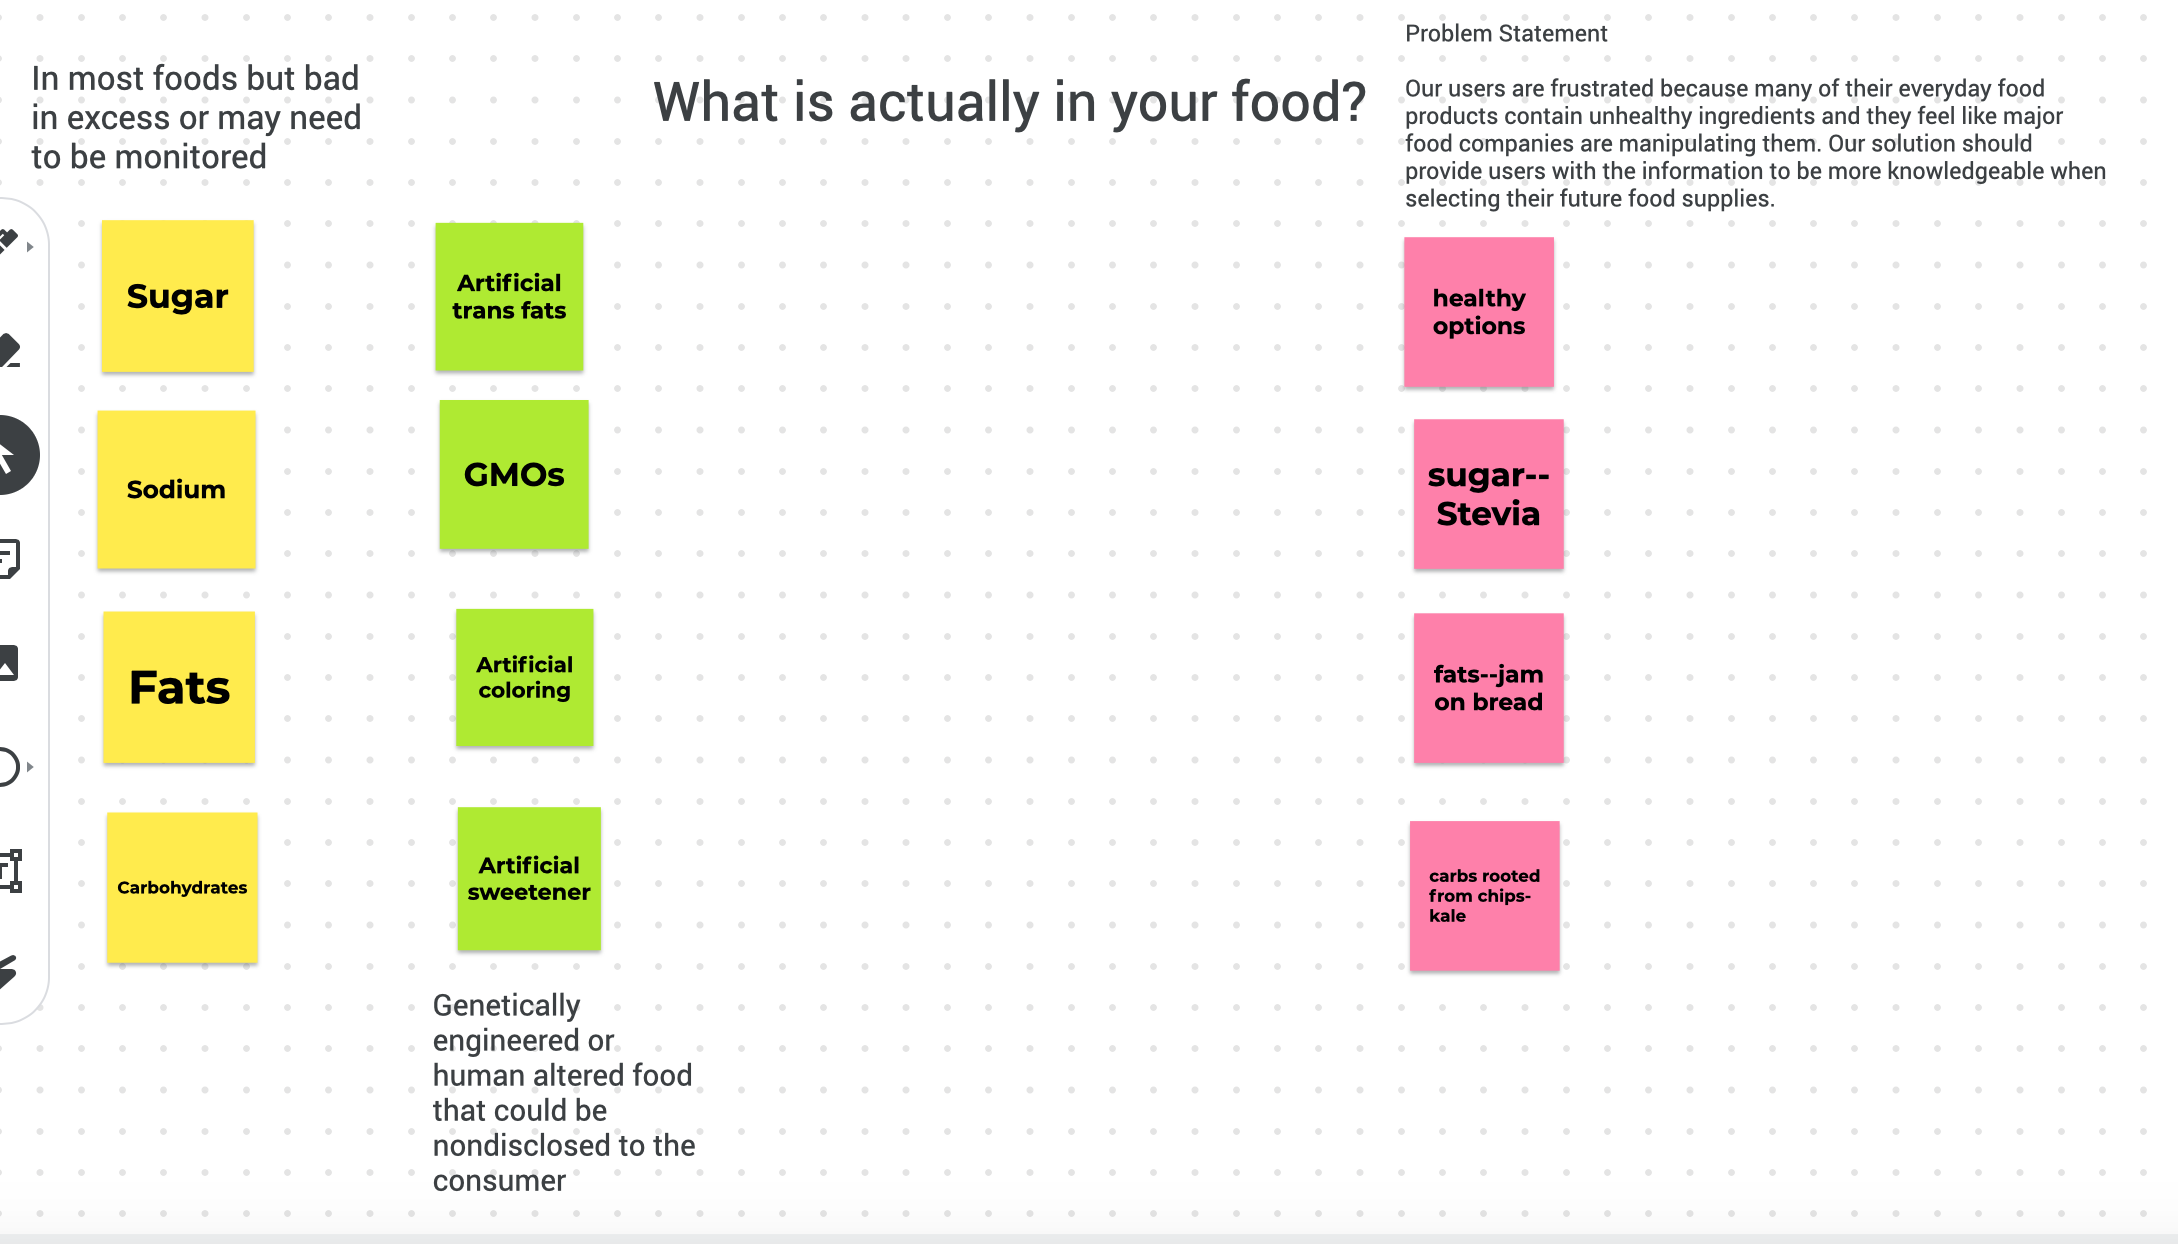 In most foods but bad
in excess or may need
to be monitored
Sugar
Sodium
Fats
Carbohydrates
Artificial
trans fats
GMOs
Artificial
coloring
Artificial
sweetener
Genetically
engineered or
human altered food
that could be
nondisclosed to the
consumer
What is actually in your food?
Problem Statement
Our users are frustrated because many of their everyday food
products contain unhealthy ingredients and they feel like major
food companies are manipulating them. Our solution should
provide users with the information to be more knowledgeable when
selecting their future food supplies.
healthy
options
sugar--
Stevia
fats--jam
on bread
carbs rooted
from chips-
kale